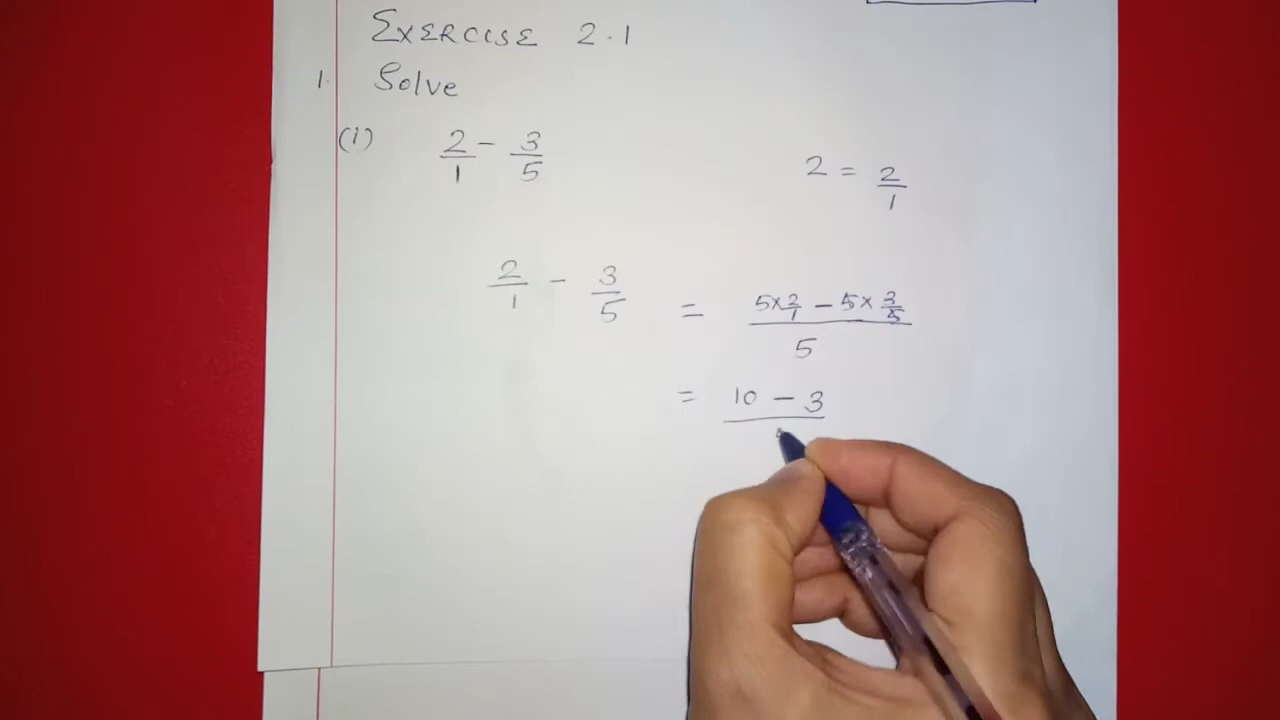 EXERCISE 2.1
1. Solve
(i) 2/1 - 3/5
2 = 2/1
2/1 - 3/5 = (5×2/1 - 5×3/5)/5
= 10 - 3